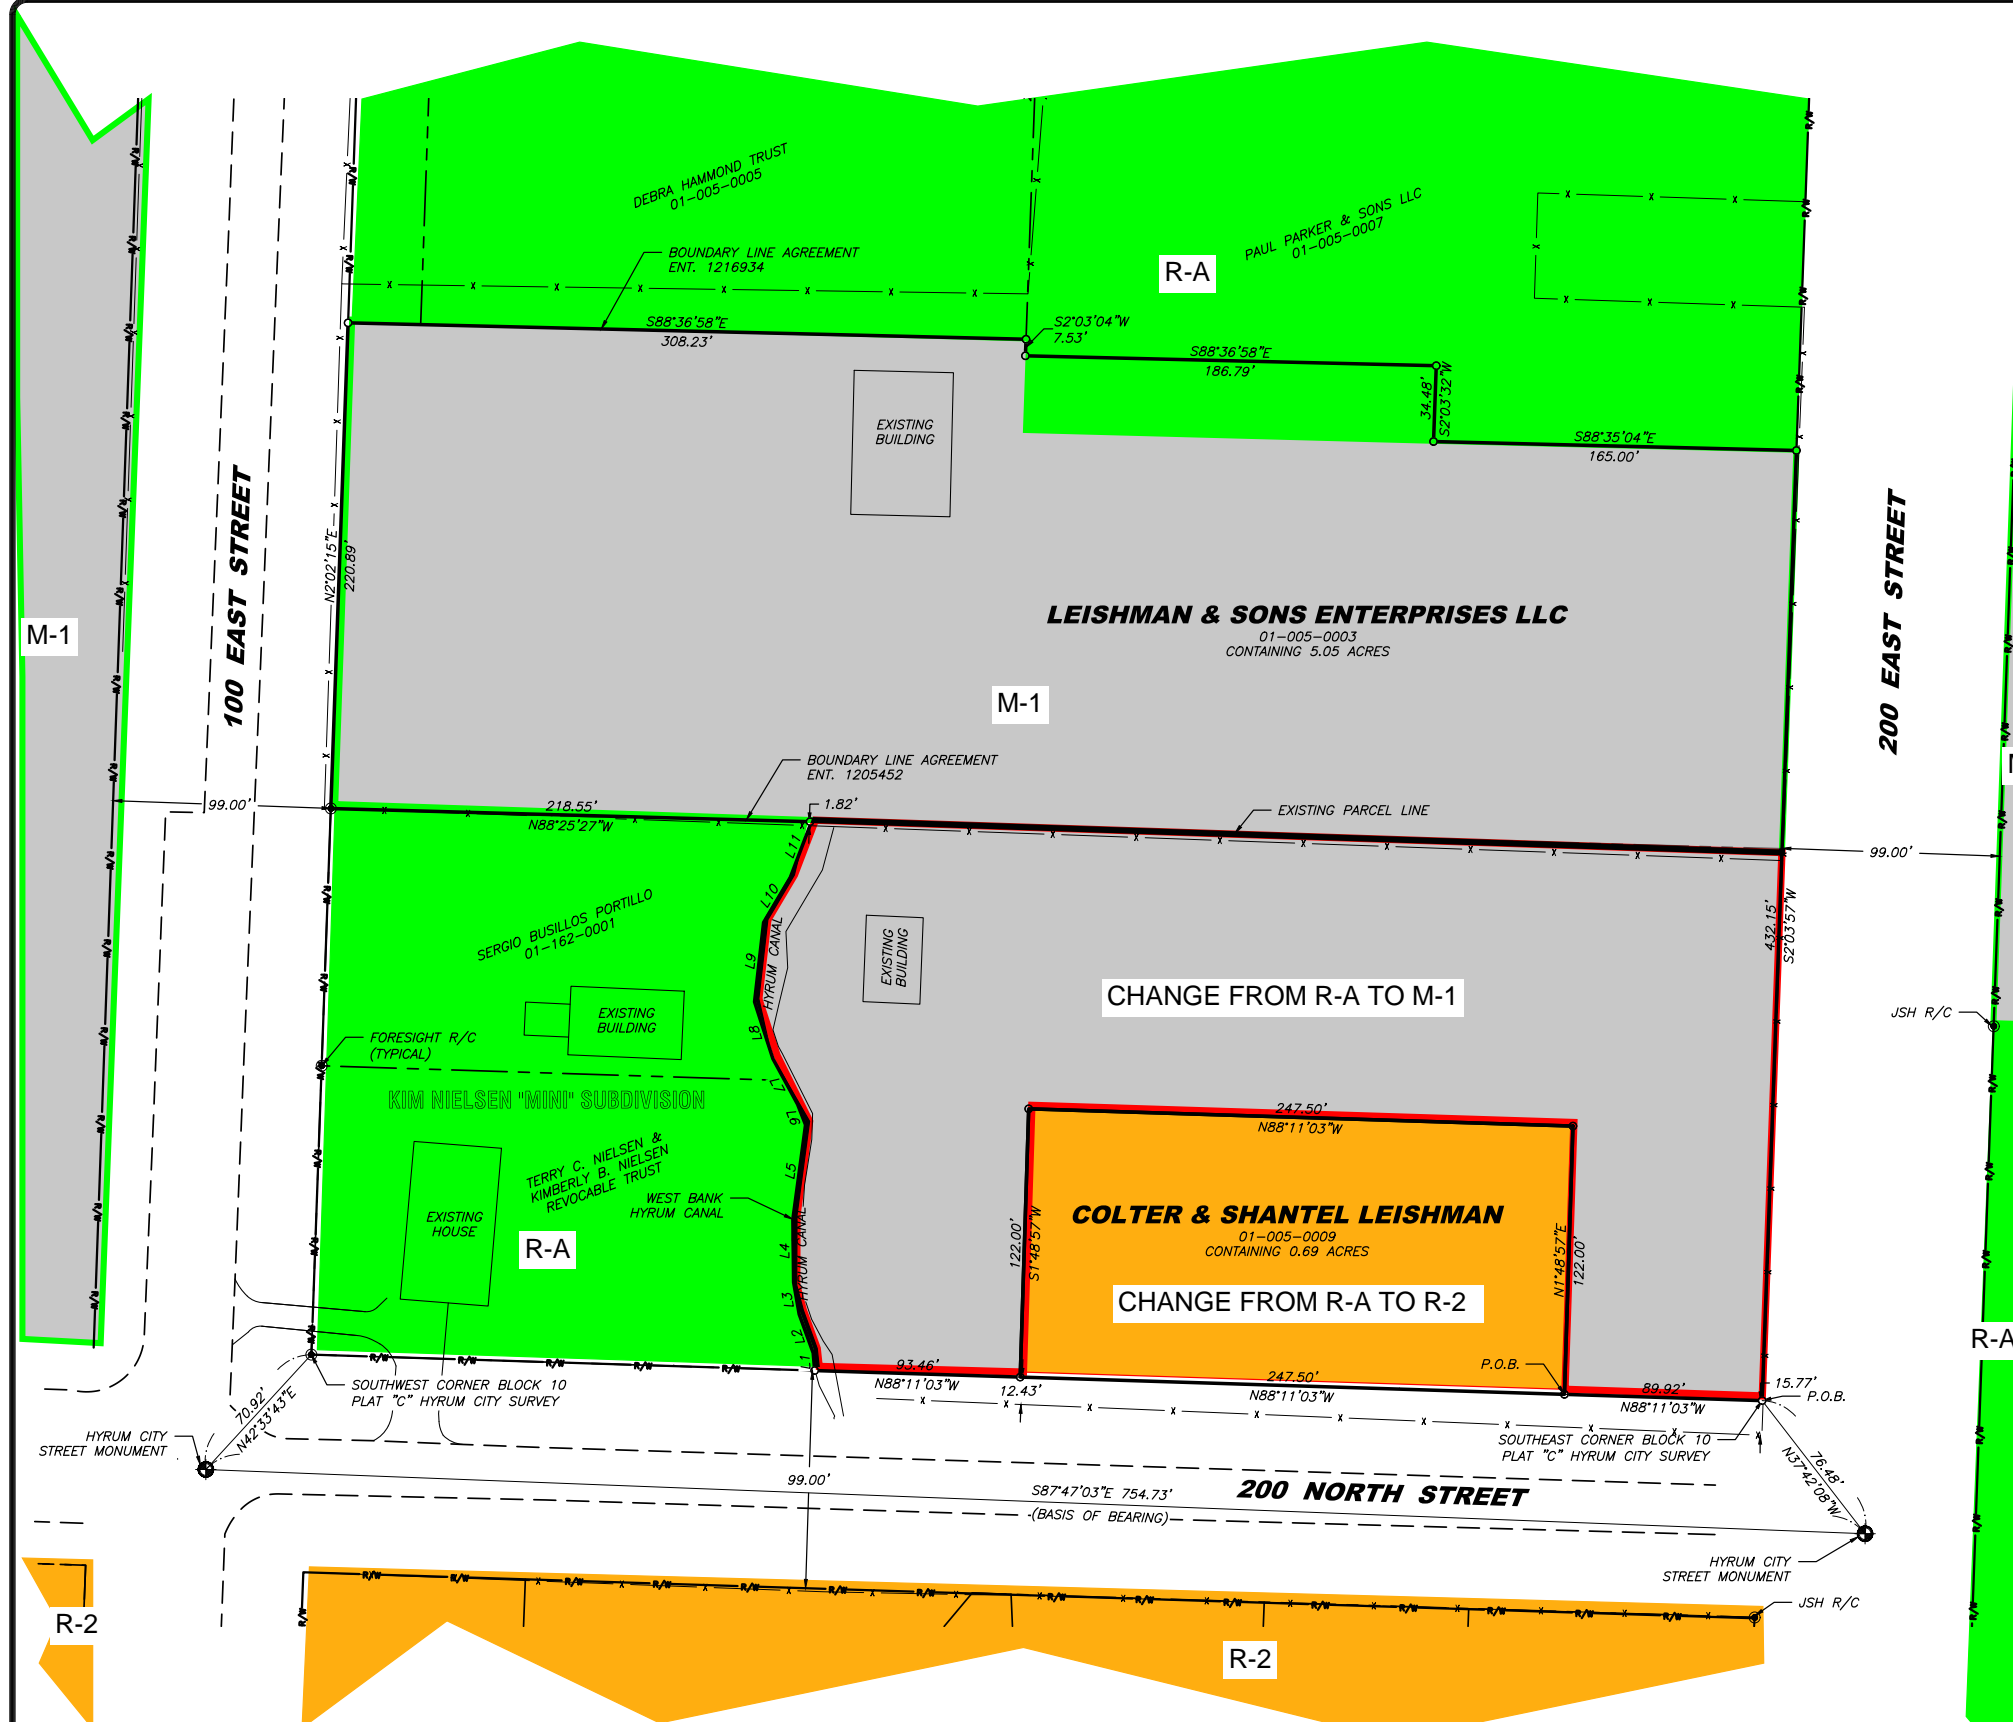 DEBRA HAMMOND TRUST
01-005-0005
PAUL PARKER & SONS LLC
01-005-0007
BOUNDARY LINE AGREEMENT
ENT. 1216934
R-A
S88°36'58"E
308.23'
S2°03'04"W
7.53'
S88°36'58"E
186.79'
34.48'
S2°03'32"W
S88°35'04"E
165.00'
EXISTING
BUILDING
100 EAST STREET
N2°02'15"E
220.89'
200 EAST STREET
M-1
LEISHMAN & SONS ENTERPRISES LLC
01-005-0003
CONTAINING 5.05 ACRES
M-1
BOUNDARY LINE AGREEMENT
ENT. 1205452
99.00'
218.55'
N88°25'27"W
1.82'
EXISTING PARCEL LINE
99.00'
L11
L10
L9
L8
L7
L6
L5
L4
L3
L2
L1
HYRUM CANAL
SERGIO BUSILLOS PORTILLO
01-162-0001
EXISTING
BUILDING
EXISTING
BUILDING
432.15'
S2°03'57"W
CHANGE FROM R-A TO M-1
JSH R/C
FORESIGHT R/C
(TYPICAL)
KIM NIELSEN "MINI" SUBDIVISION
247.50'
N88°11'03"W
TERRY C. NIELSEN &
KIMBERLY B. NIELSEN
REVOCABLE TRUST
WEST BANK
HYRUM CANAL
HYRUM CANAL
EXISTING
HOUSE
R-A
122.00'
S1°48'57"W
COLTER & SHANTEL LEISHMAN
01-005-0009
CONTAINING 0.69 ACRES
CHANGE FROM R-A TO R-2
N1°48'57"E
122.00'
R-A
P.O.B.
93.46'
N88°11'03"W
12.43'
247.50'
N88°11'03"W
89.92'
N88°11'03"W
15.77'
P.O.B.
SOUTHWEST CORNER BLOCK 10
PLAT "C" HYRUM CITY SURVEY
70.92'
N42°33'43"E
HYRUM CITY
STREET MONUMENT
SOUTHEAST CORNER BLOCK 10
PLAT "C" HYRUM CITY SURVEY
76.48'
N37°42'08"W
99.00'
S87°47'03"E 754.73'
(BASIS OF BEARING)
200 NORTH STREET
HYRUM CITY
STREET MONUMENT
JSH R/C
R-2
R-2